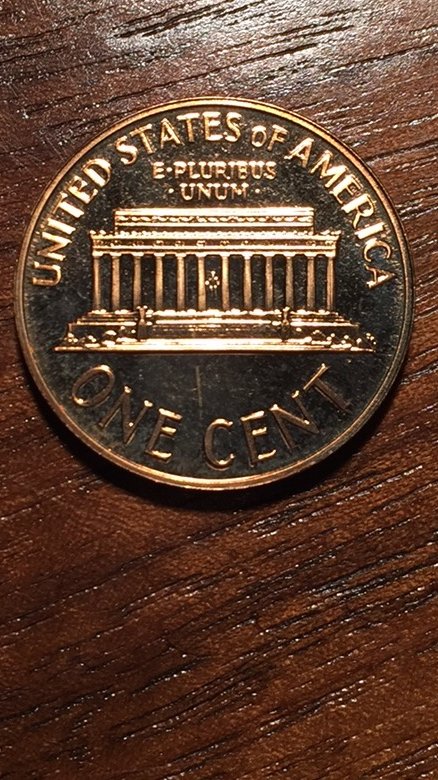 UNITED STATES OF AMERICA
E·PLURIBUS
·UNUM·
ONE CENT